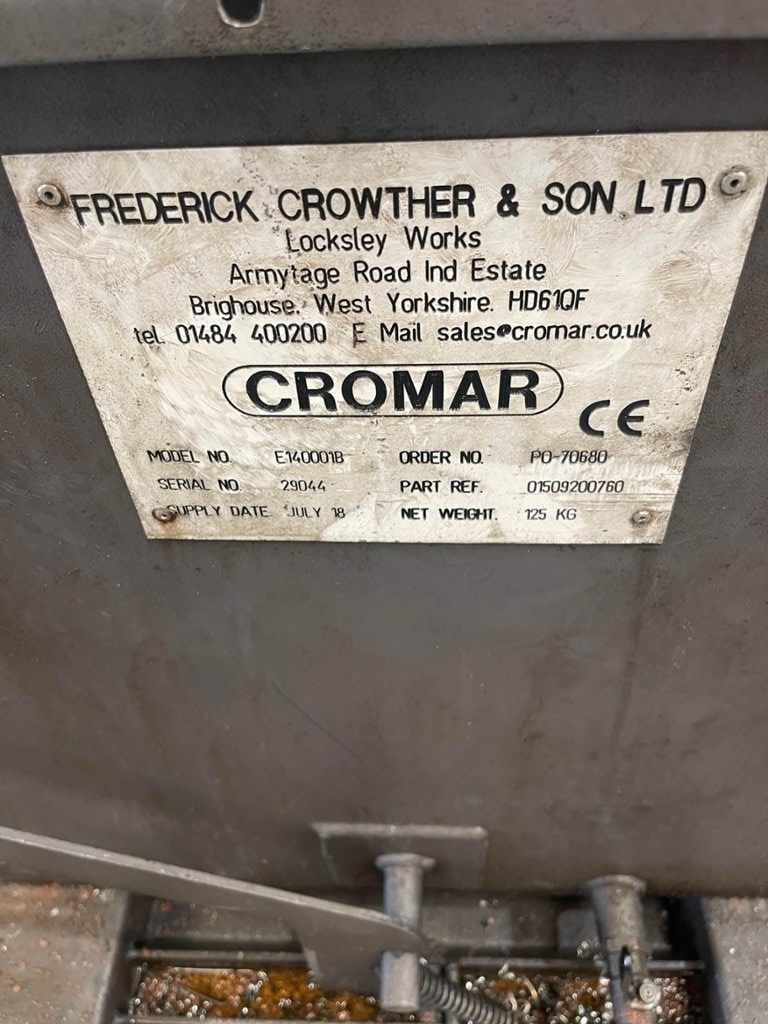 FREDERICK CROWTHER & SON LTD
Locksley Works
Armytage Road Ind Estate
Brighouse. West Yorkshire. HD61QF
tel. 01484 400200 E Mail sales@cromar.co.uk
CROMAR
CE
MODEL NO. E140001B ORDER NO. PO-70680
SERIAL NO. 29044 PART REF. 01509200760
SUPPLY DATE. JULY 18 NET WEIGHT. 125 KG